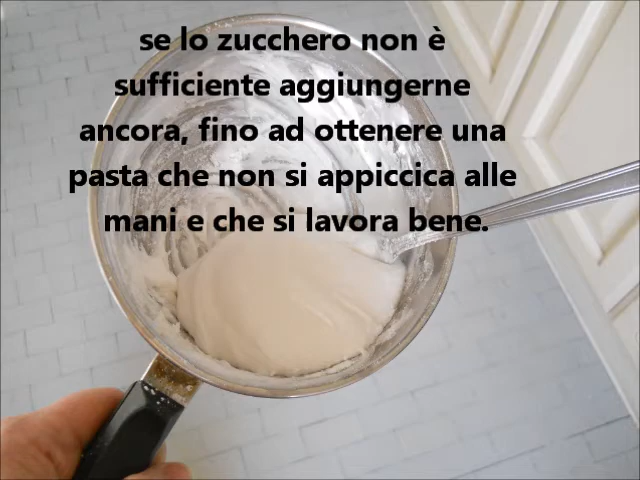 se lo zucchero non è
sufficiente aggiungerne
ancora, fino ad ottenere una
pasta che non si appiccica alle
mani e che si lavora bene.